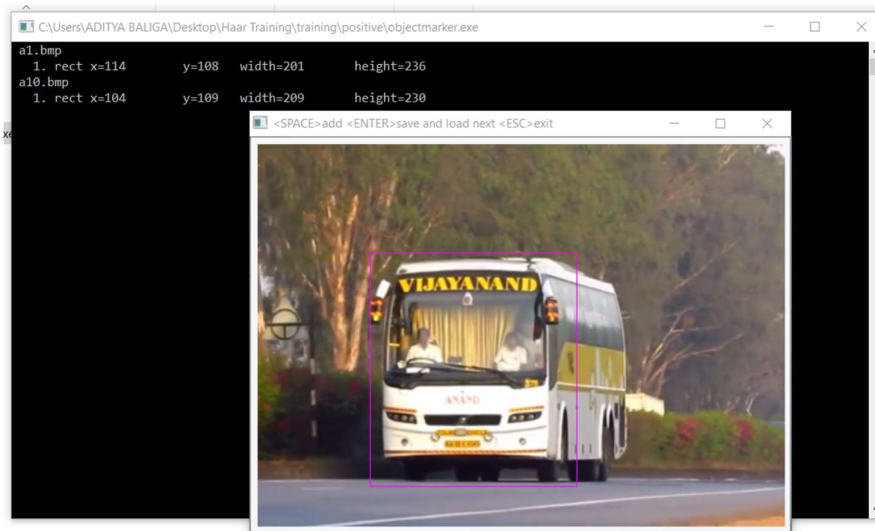 C:\Users\ADITYA BALIGA\Desktop\Haar Training\training\positive\objectmarker.exe
a1.bmp
1. rect x=114 y=108 width=201 height=236
a10.bmp
1. rect x=104 y=109 width=209 height=230
<SPACE>add <ENTER>save and load next <ESC>exit
VIJAYANAND
ANAND